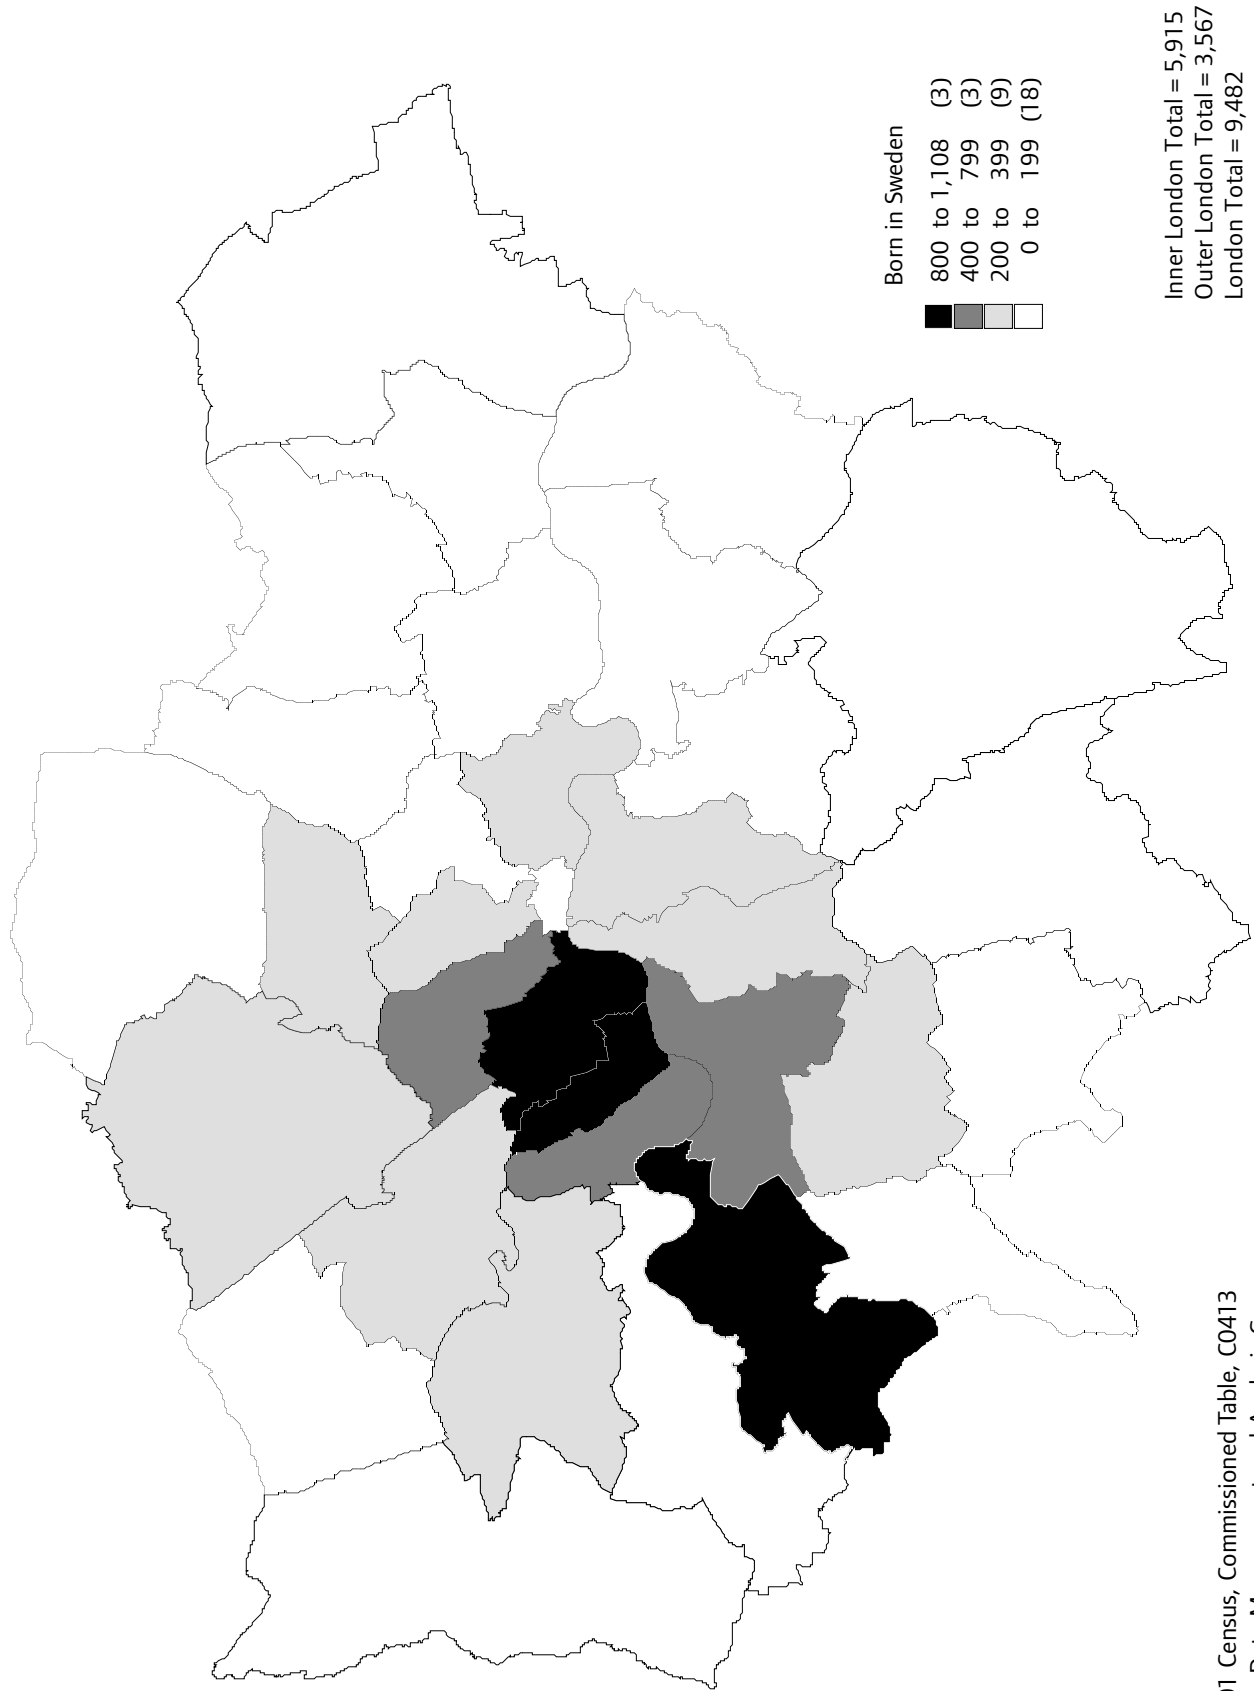 Born in Sweden
800 to 1,108 (3)
400 to 799 (3)
200 to 399 (9)
0 to 199 (18)
Inner London Total = 5,915
Outer London Total = 3,567
London Total = 9,482
Census, Commissioned Table, C0413